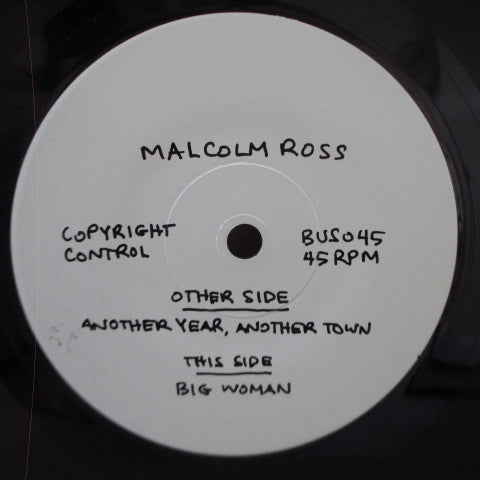 MALCOLM ROSS
COPYRIGHT
CONTROL
BUS045
45 RPM
OTHER SIDE
ANOTHER YEAR, ANOTHER TOWN
THIS SIDE
BIG WOMAN